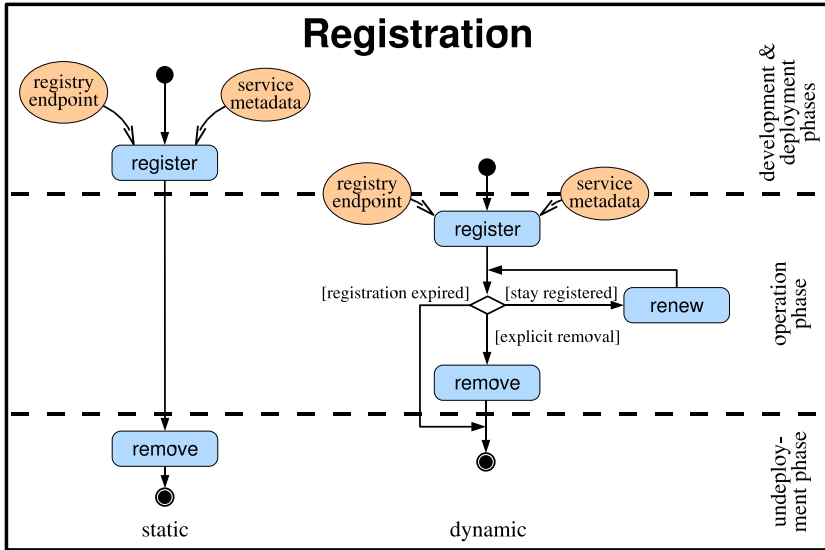 Registration
registry
endpoint
service
metadata
register
development &
deployment
phases
registry
endpoint
service
metadata
register
[registration expired]
[stay registered]
renew
[explicit removal]
remove
operation
phase
remove
undeploy-
ment phase
static
dynamic